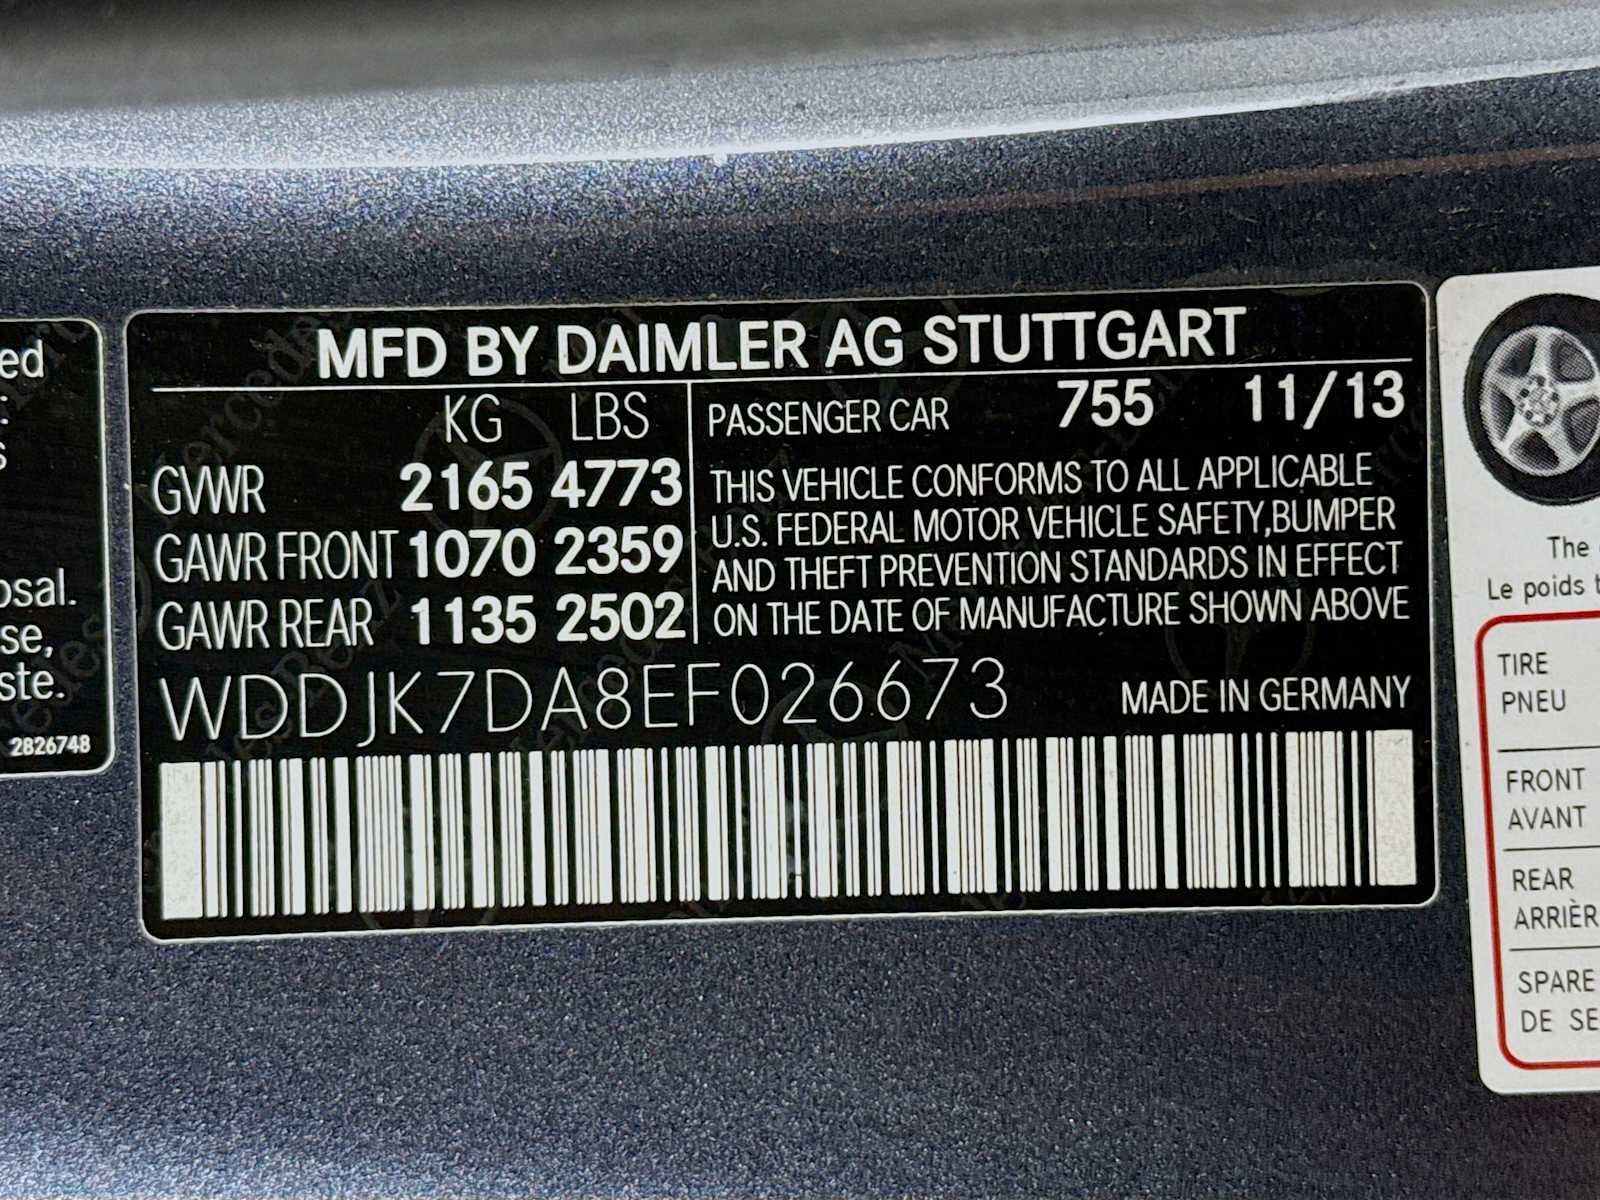 ed
:
s
osal.
se,
ste.
2826748
MFD BY DAIMLER AG STUTTGART
KG LBS
GVWR 2165 4773
GAWR FRONT 1070 2359
GAWR REAR 1135 2502
PASSENGER CAR 755 11/13
THIS VEHICLE CONFORMS TO ALL APPLICABLE
U.S. FEDERAL MOTOR VEHICLE SAFETY,BUMPER
AND THEFT PREVENTION STANDARDS IN EFFECT
ON THE DATE OF MANUFACTURE SHOWN ABOVE
WDDJK7DA8EF026673
MADE IN GERMANY
The
Le poids t
TIRE
PNEU
FRONT
AVANT
REAR
ARRIÈR
SPARE
DE SE